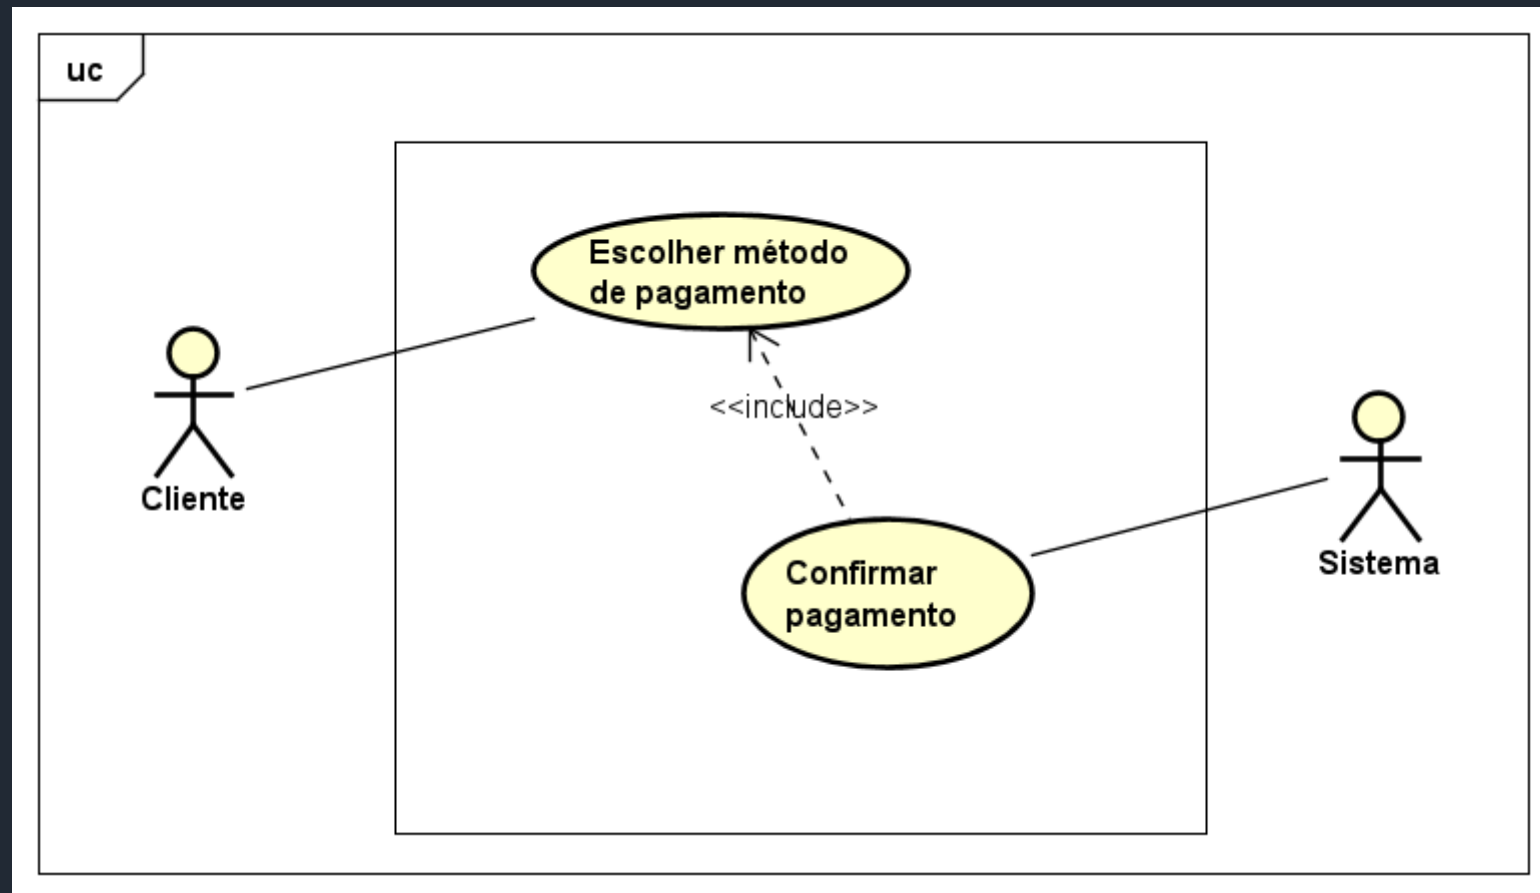 uc
Escolher método
de pagamento
<<include>>
Cliente
Confirmar
pagamento
Sistema